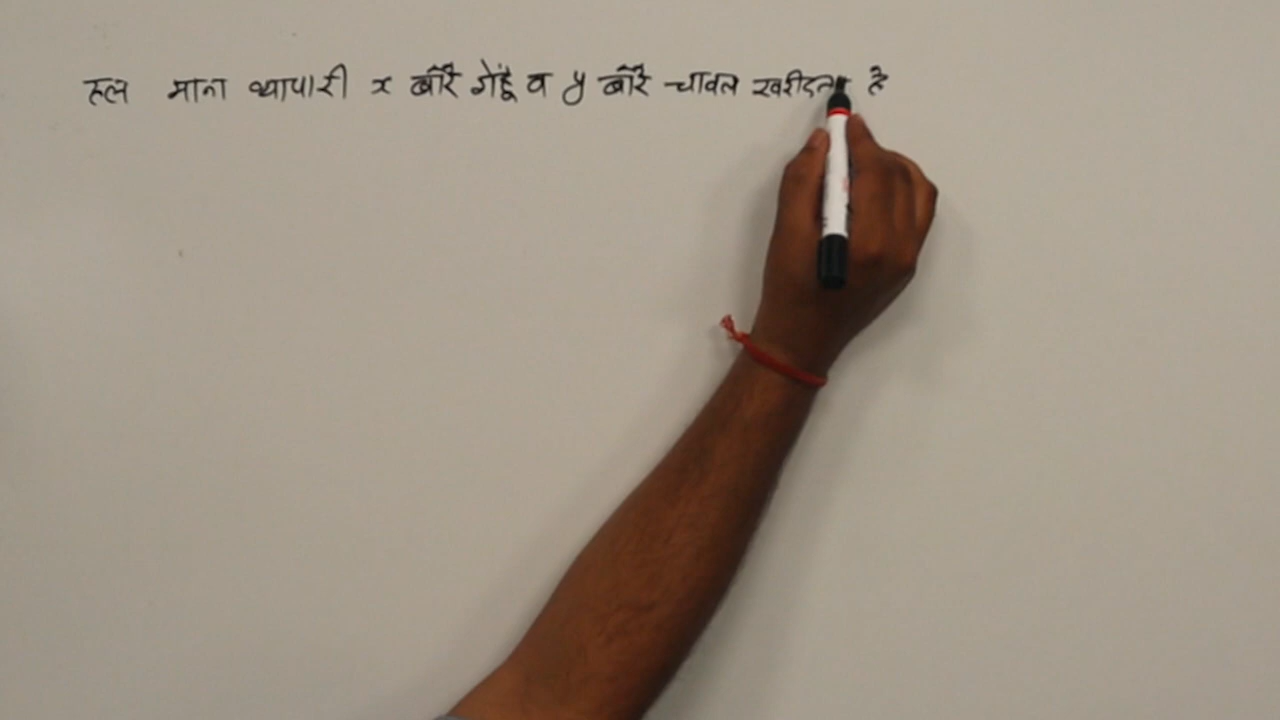 हल माना व्यापारी x बोरे गेहूँ व y बोरे चावल खरीदता है